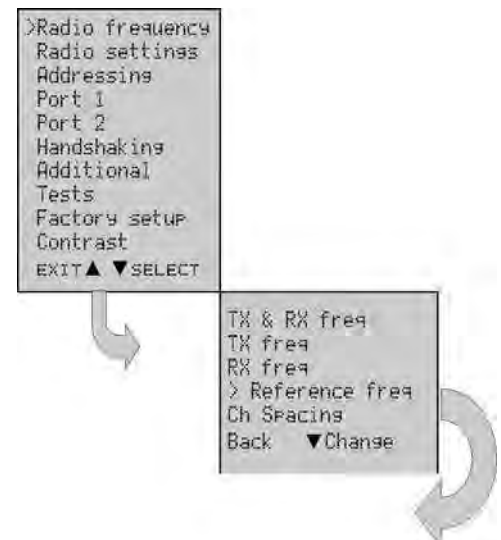 >Radio frequency
Radio settings
Addressing
Port 1
Port 2
Handshaking
Additional
Tests
Factory setup
Contrast
EXIT▲ ▼SELECT
TX & RX freq
TX freq
RX freq
> Reference freq
Ch Spacing
Back ▼Change